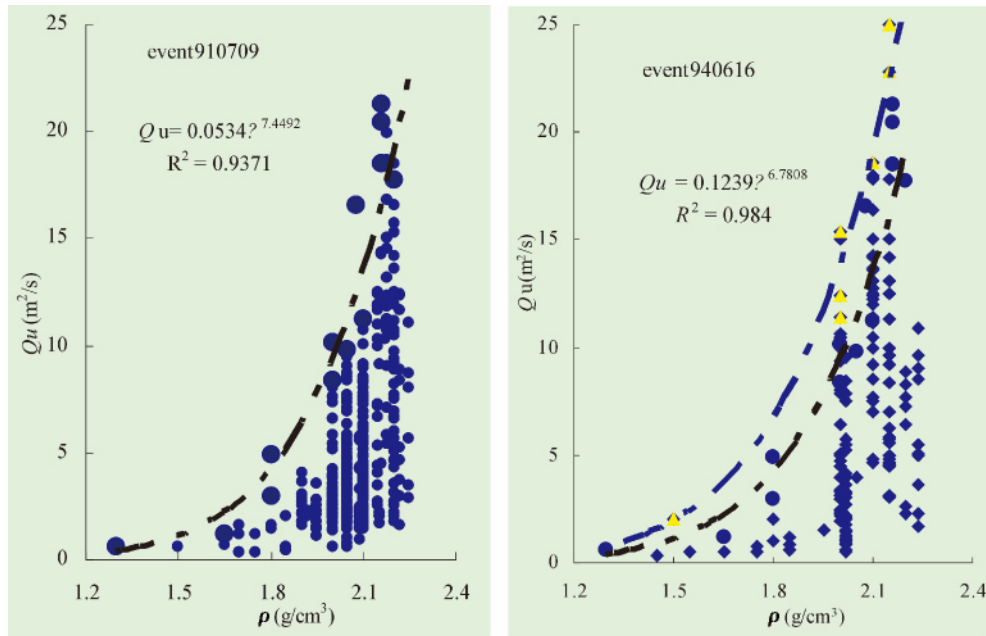 25
20
15
10
5
0
Qu (m²/s)
event910709
Qu= 0.0534?^7.4492
R² = 0.9371
1.2 1.5 1.8 2.1 2.4
ρ (g/cm³)
25
20
15
10
5
0
Qu(m²/s)
event940616
Qu = 0.1239?^6.7808
R² = 0.984
1.2 1.5 1.8 2.1 2.4
ρ (g/cm³)